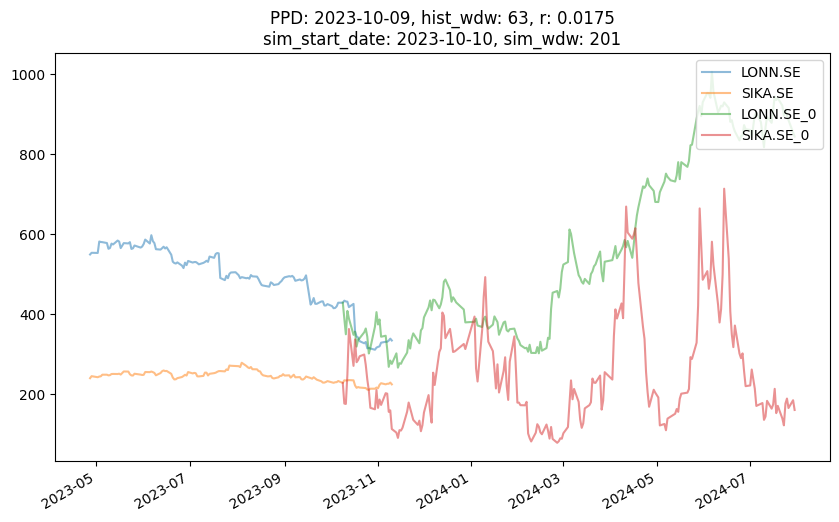 PPD: 2023-10-09, hist_wdw: 63, r: 0.0175
sim_start_date: 2023-10-10, sim_wdw: 201
LONN.SE
SIKA.SE
LONN.SE_0
SIKA.SE_0
1000
800
600
400
200
2023-05
2023-07
2023-09
2023-11
2024-01
2024-03
2024-05
2024-07